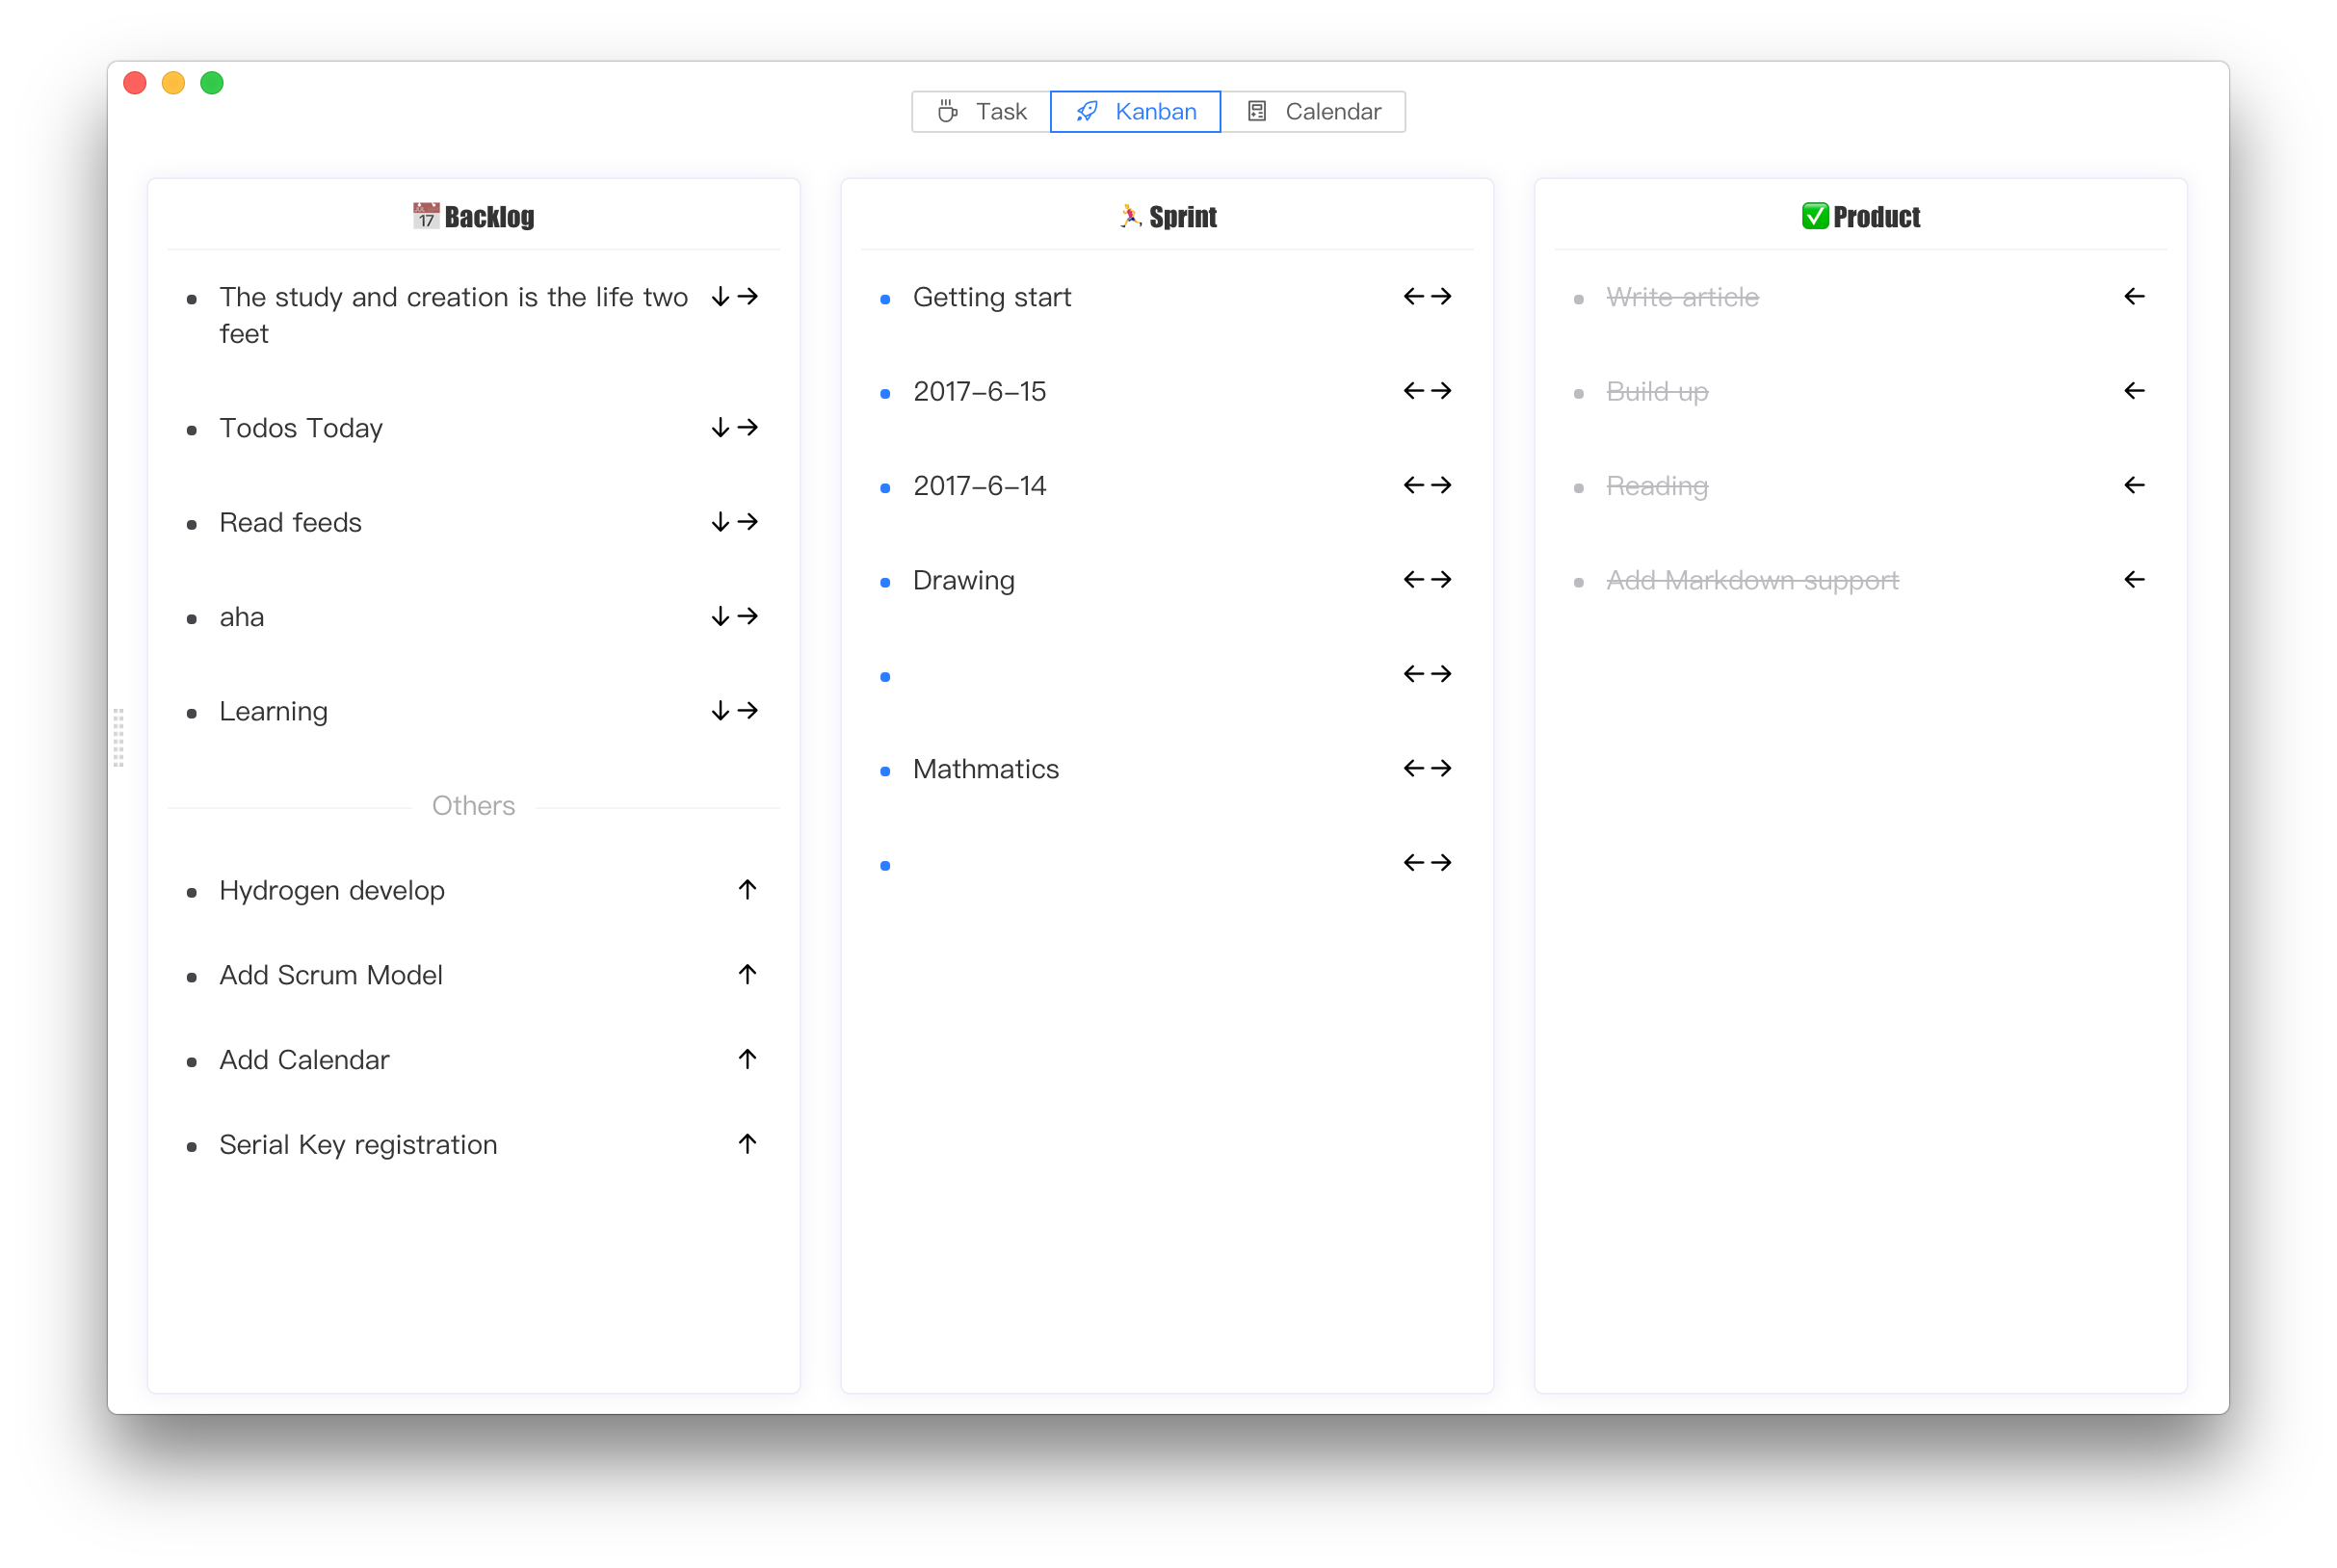 Task Kanban Calendar
17 Backlog
The study and creation is the life two
feet
Todos Today
Read feeds
aha
Learning
Others
Hydrogen develop
Add Scrum Model
Add Calendar
Serial Key registration
Sprint
Getting start
2017-6-15
2017-6-14
Drawing
Mathmatics
Product
Write article
Build up
Reading
Add Markdown support